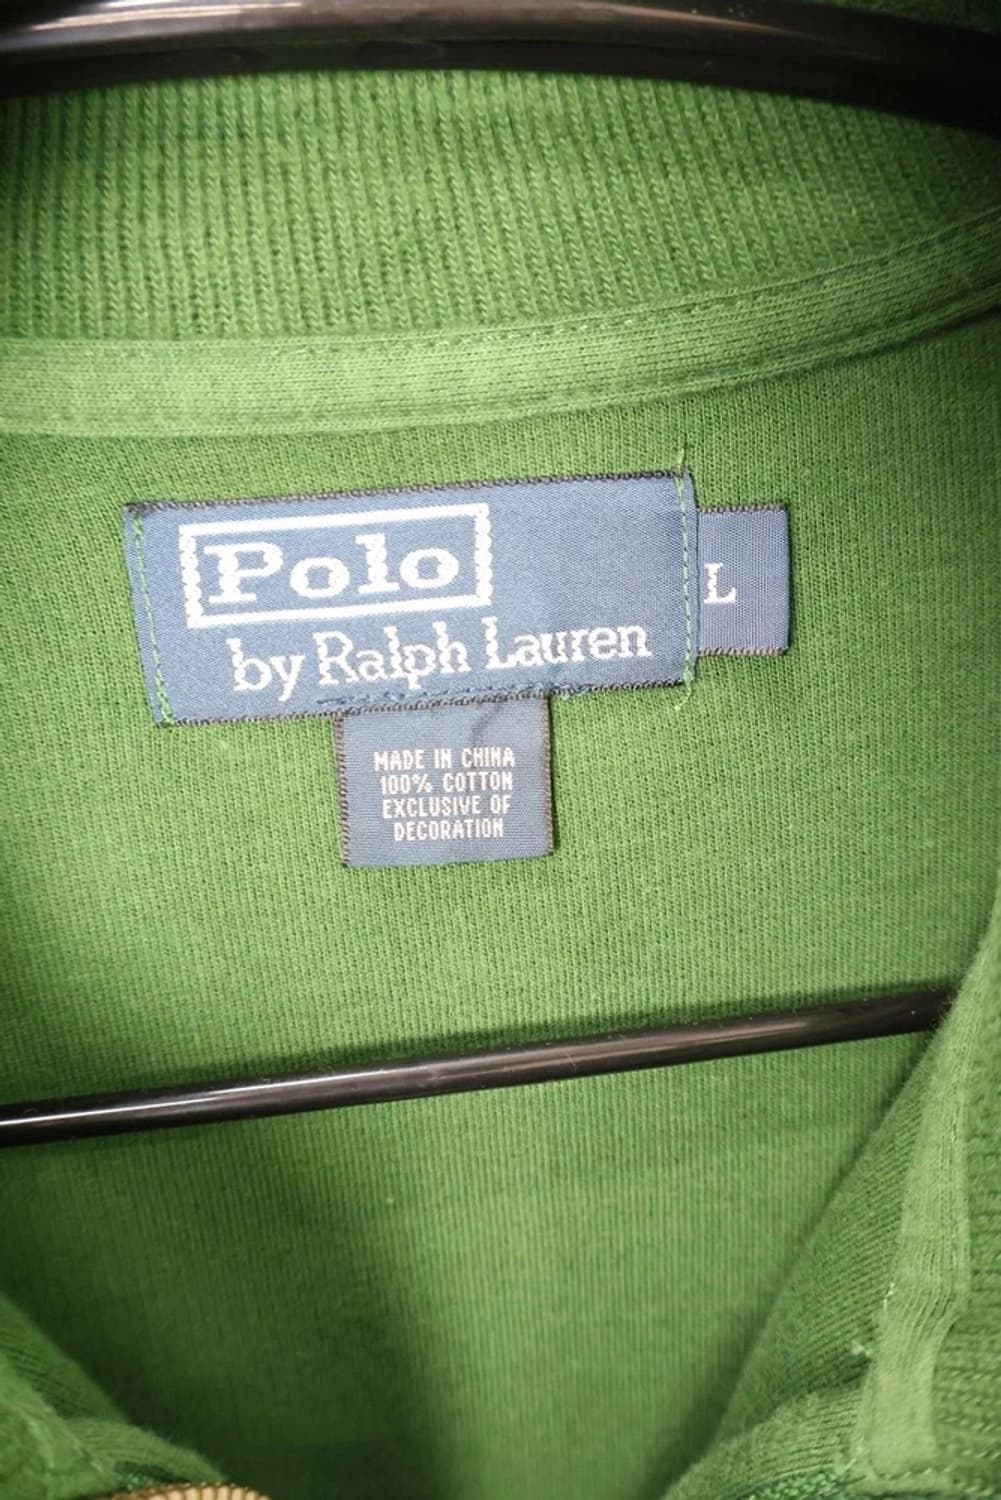 Polo
by Ralph Lauren
L
MADE IN CHINA
100% COTTON
EXCLUSIVE OF
DECORATION